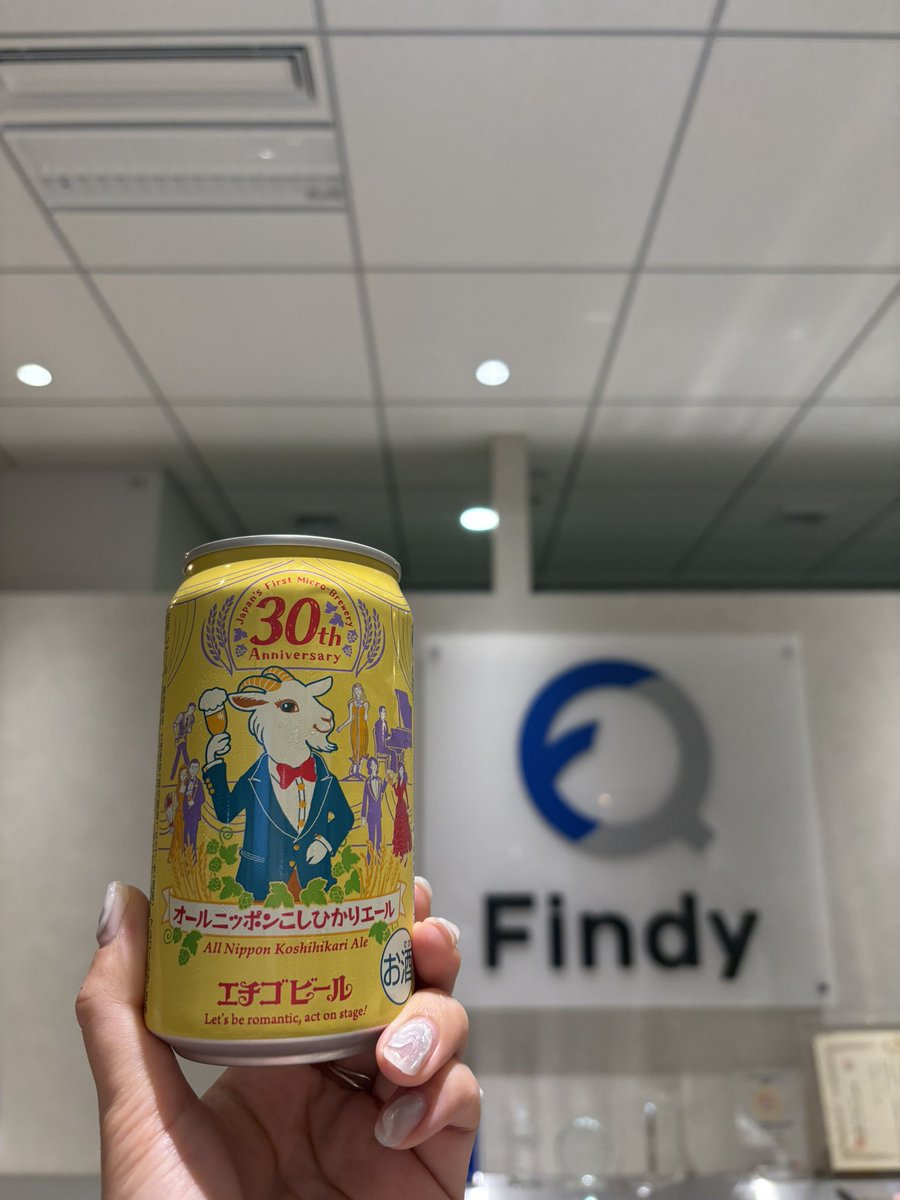 Japan's First Micro-Brewery
30th
Anniversary
オールニッポンこしひかりエール
All Nippon Koshihikari Ale
お酒
エチゴビール
Let's be romantic, act on stage!
Findy